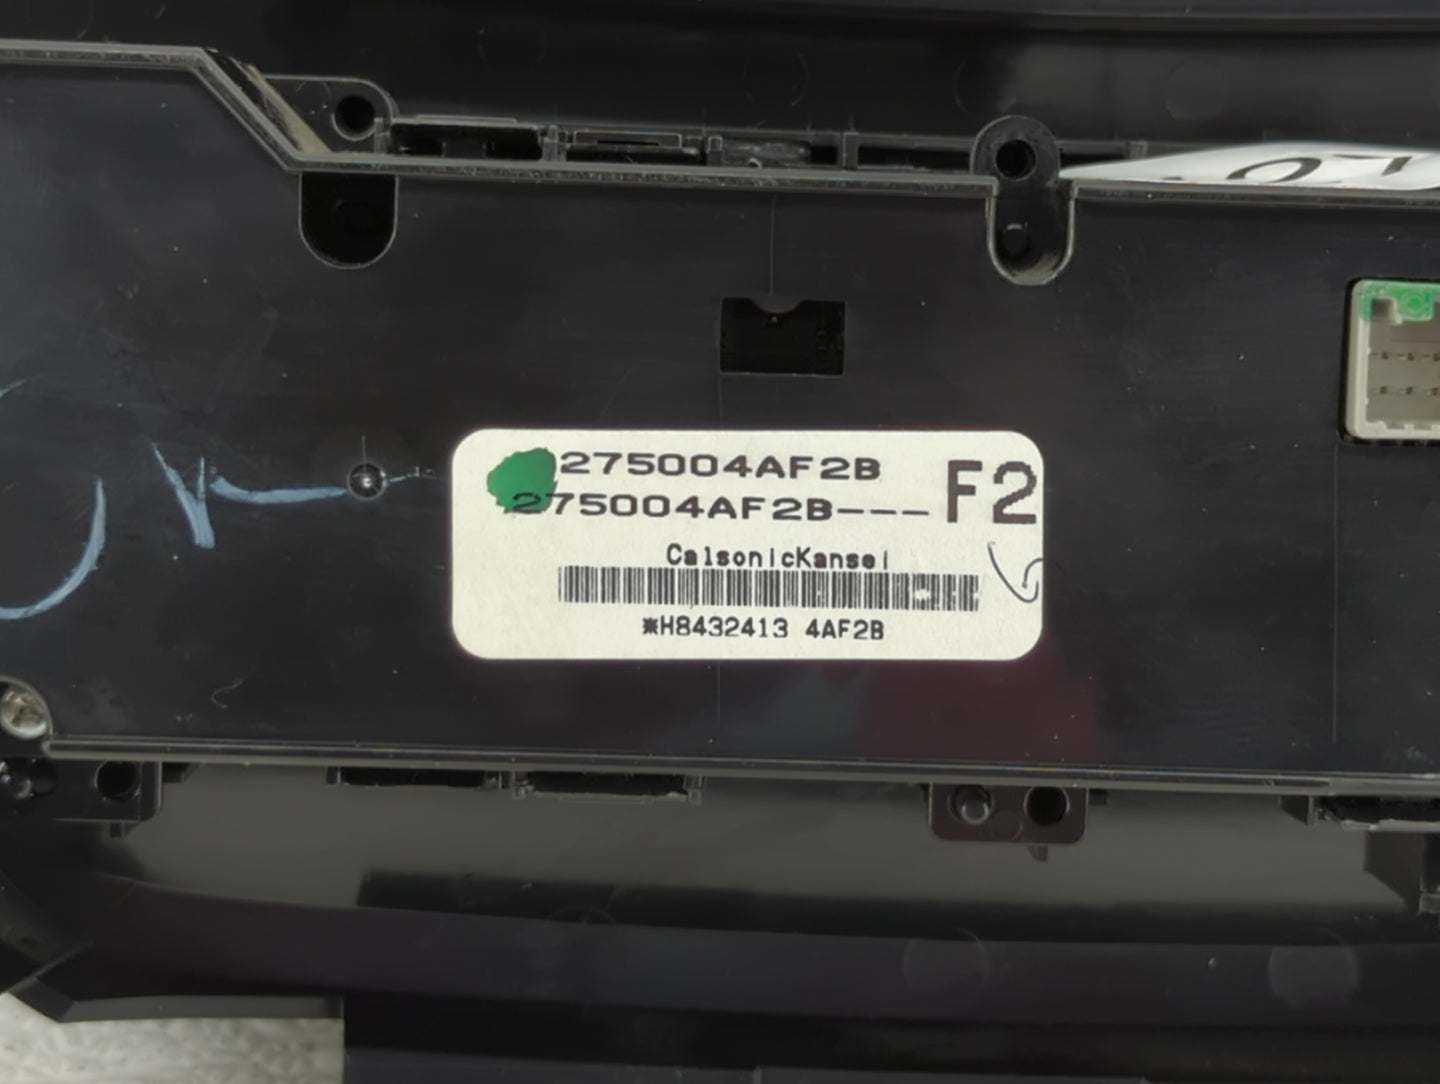 275004AF2B
275004AF2B---
F2
CalsonicKansei
*H8432413 4AF2B